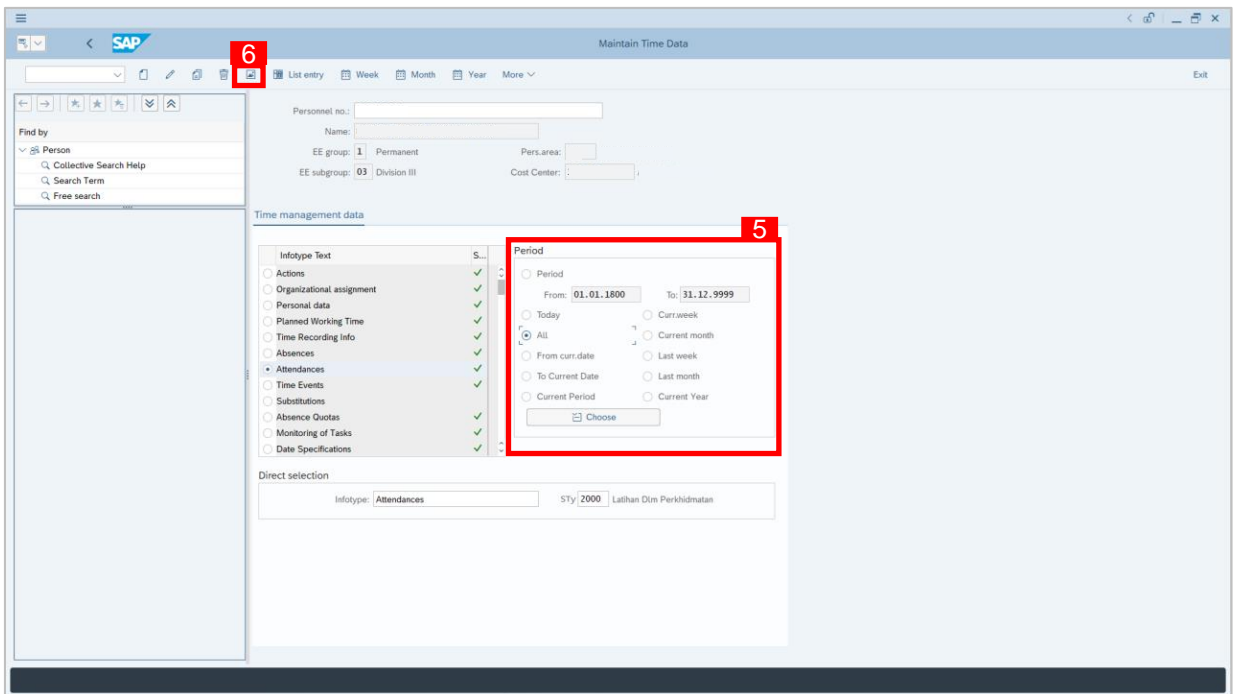 SAP
Maintain Time Data
6
List entry Week Month Year More Exit
Personnel no.:
Find by
Name:
Person
EE group: 1 Permanent Pers.area:
Collective Search Help
EE subgroup: 03 Division III Cost Center: :
Search Term
Free search
Time management data
5
Infotype Text S...
Actions
Organizational assignment
Personal data
Planned Working Time
Time Recording Info
Absences
Attendances
Time Events
Substitutions
Absence Quotas
Monitoring of Tasks
Date Specifications
Period
Period
From: 01.01.1800 To: 31.12.9999
Today Curr.week
All Current month
From curr.date Last week
To Current Date Last month
Current Period Current Year
Choose
Direct selection
Infotype: Attendances STy 2000 Latihan Dlm Perkhidmatan